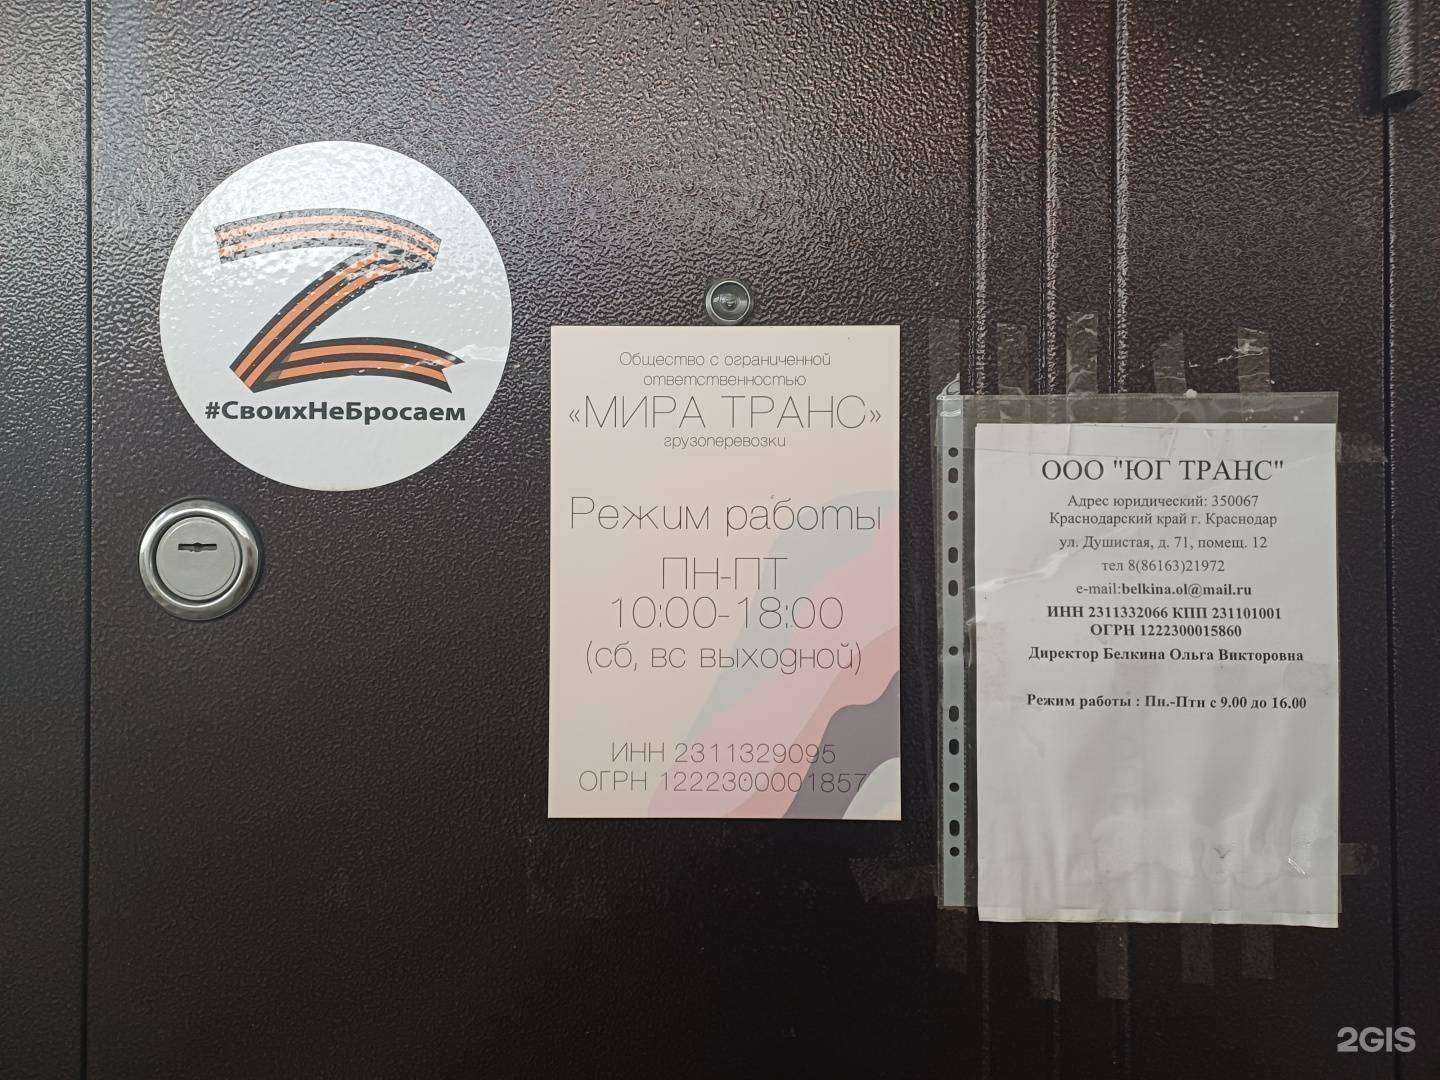 Z
#СвоихНеБросаем
Общество с ограниченной
ответственностью
«МИРА ТРАНС»
грузоперевозки
Режим работы
ПН-ПТ
10:00-18:00
(сб, вс выходной)
ИНН 2311329095
ОГРН 1222300001857
ООО "ЮГ ТРАНС"
Адрес юридический: 350067
Краснодарский край г. Краснодар
ул. Душистая, д. 71, помещ. 12
тел 8(86163)21972
e-mail:belkina.ol@mail.ru
ИНН 2311332066 КПП 231101001
ОГРН 1222300015860
Директор Белкина Ольга Викторовна
Режим работы : Пн.-Птн с 9.00 до 16.00
2GIS